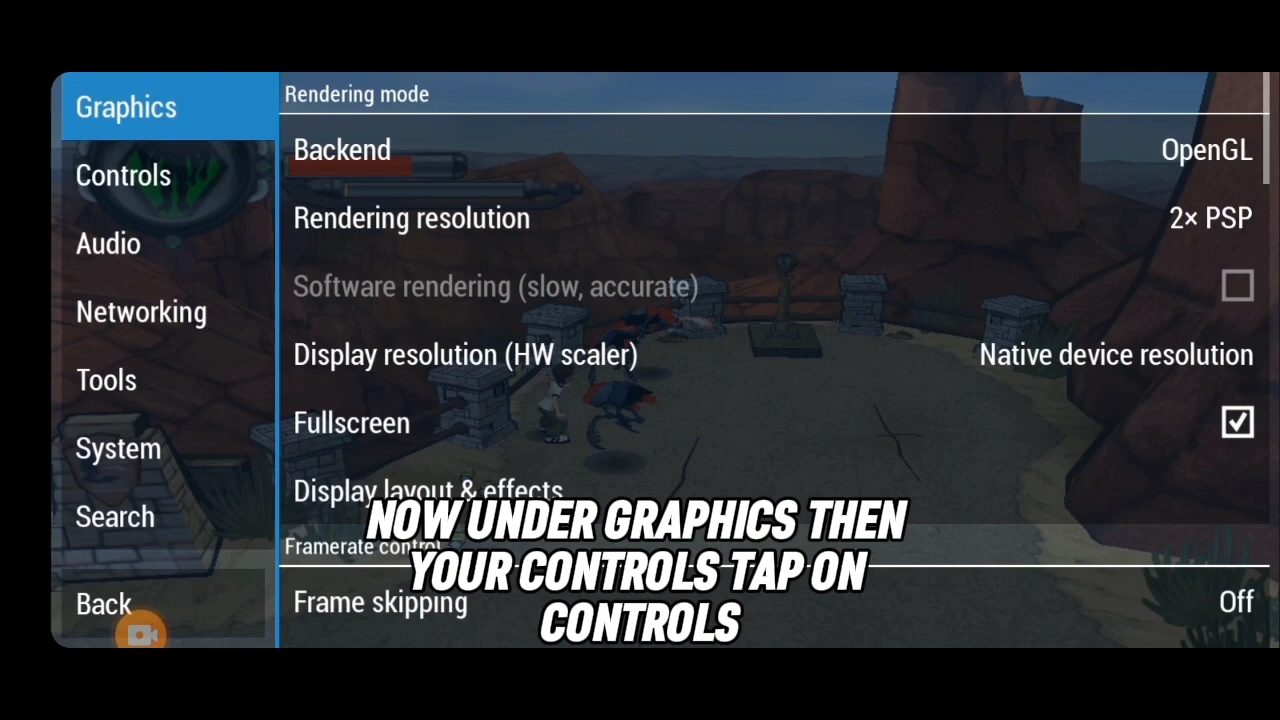 Graphics
Controls
Audio
Networking
Tools
System
Search
Back
Rendering mode
Backend OpenGL
Rendering resolution 2× PSP
Software rendering (slow, accurate)
Display resolution (HW scaler) Native device resolution
Fullscreen
Display layout & effects
Framerate control
Frame skipping Off
NOW UNDER GRAPHICS THEN
YOUR CONTROLS TAP ON
CONTROLS